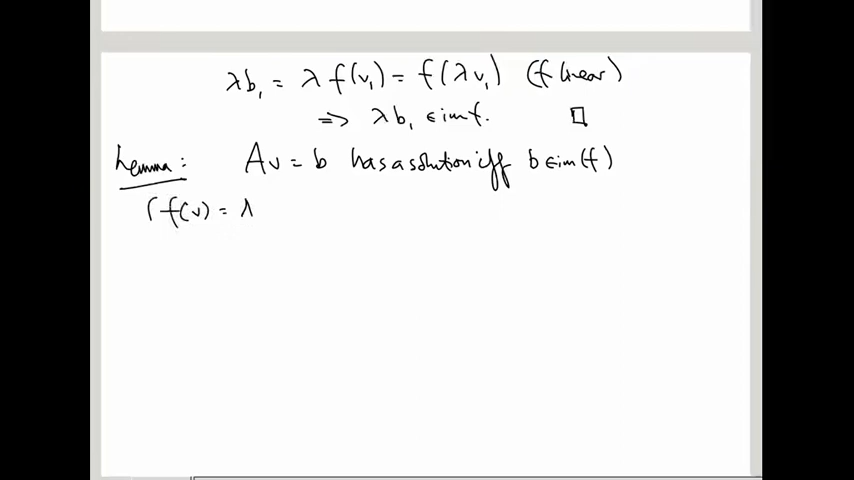 λb₁ = λ f(v₁) = f(λv₁) (f linear)
⇒ λb₁ ∈ im f. □
Lemma: Av = b has a solution iff b ∈ im(f)
(f(v) = λ